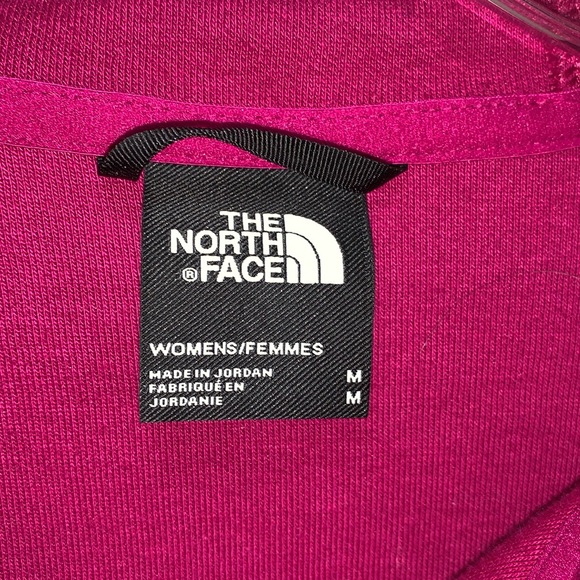 THE
NORTH
® FACE
WOMENS/FEMMES
MADE IN JORDAN M
FABRIQUÉ EN
JORDANIE M